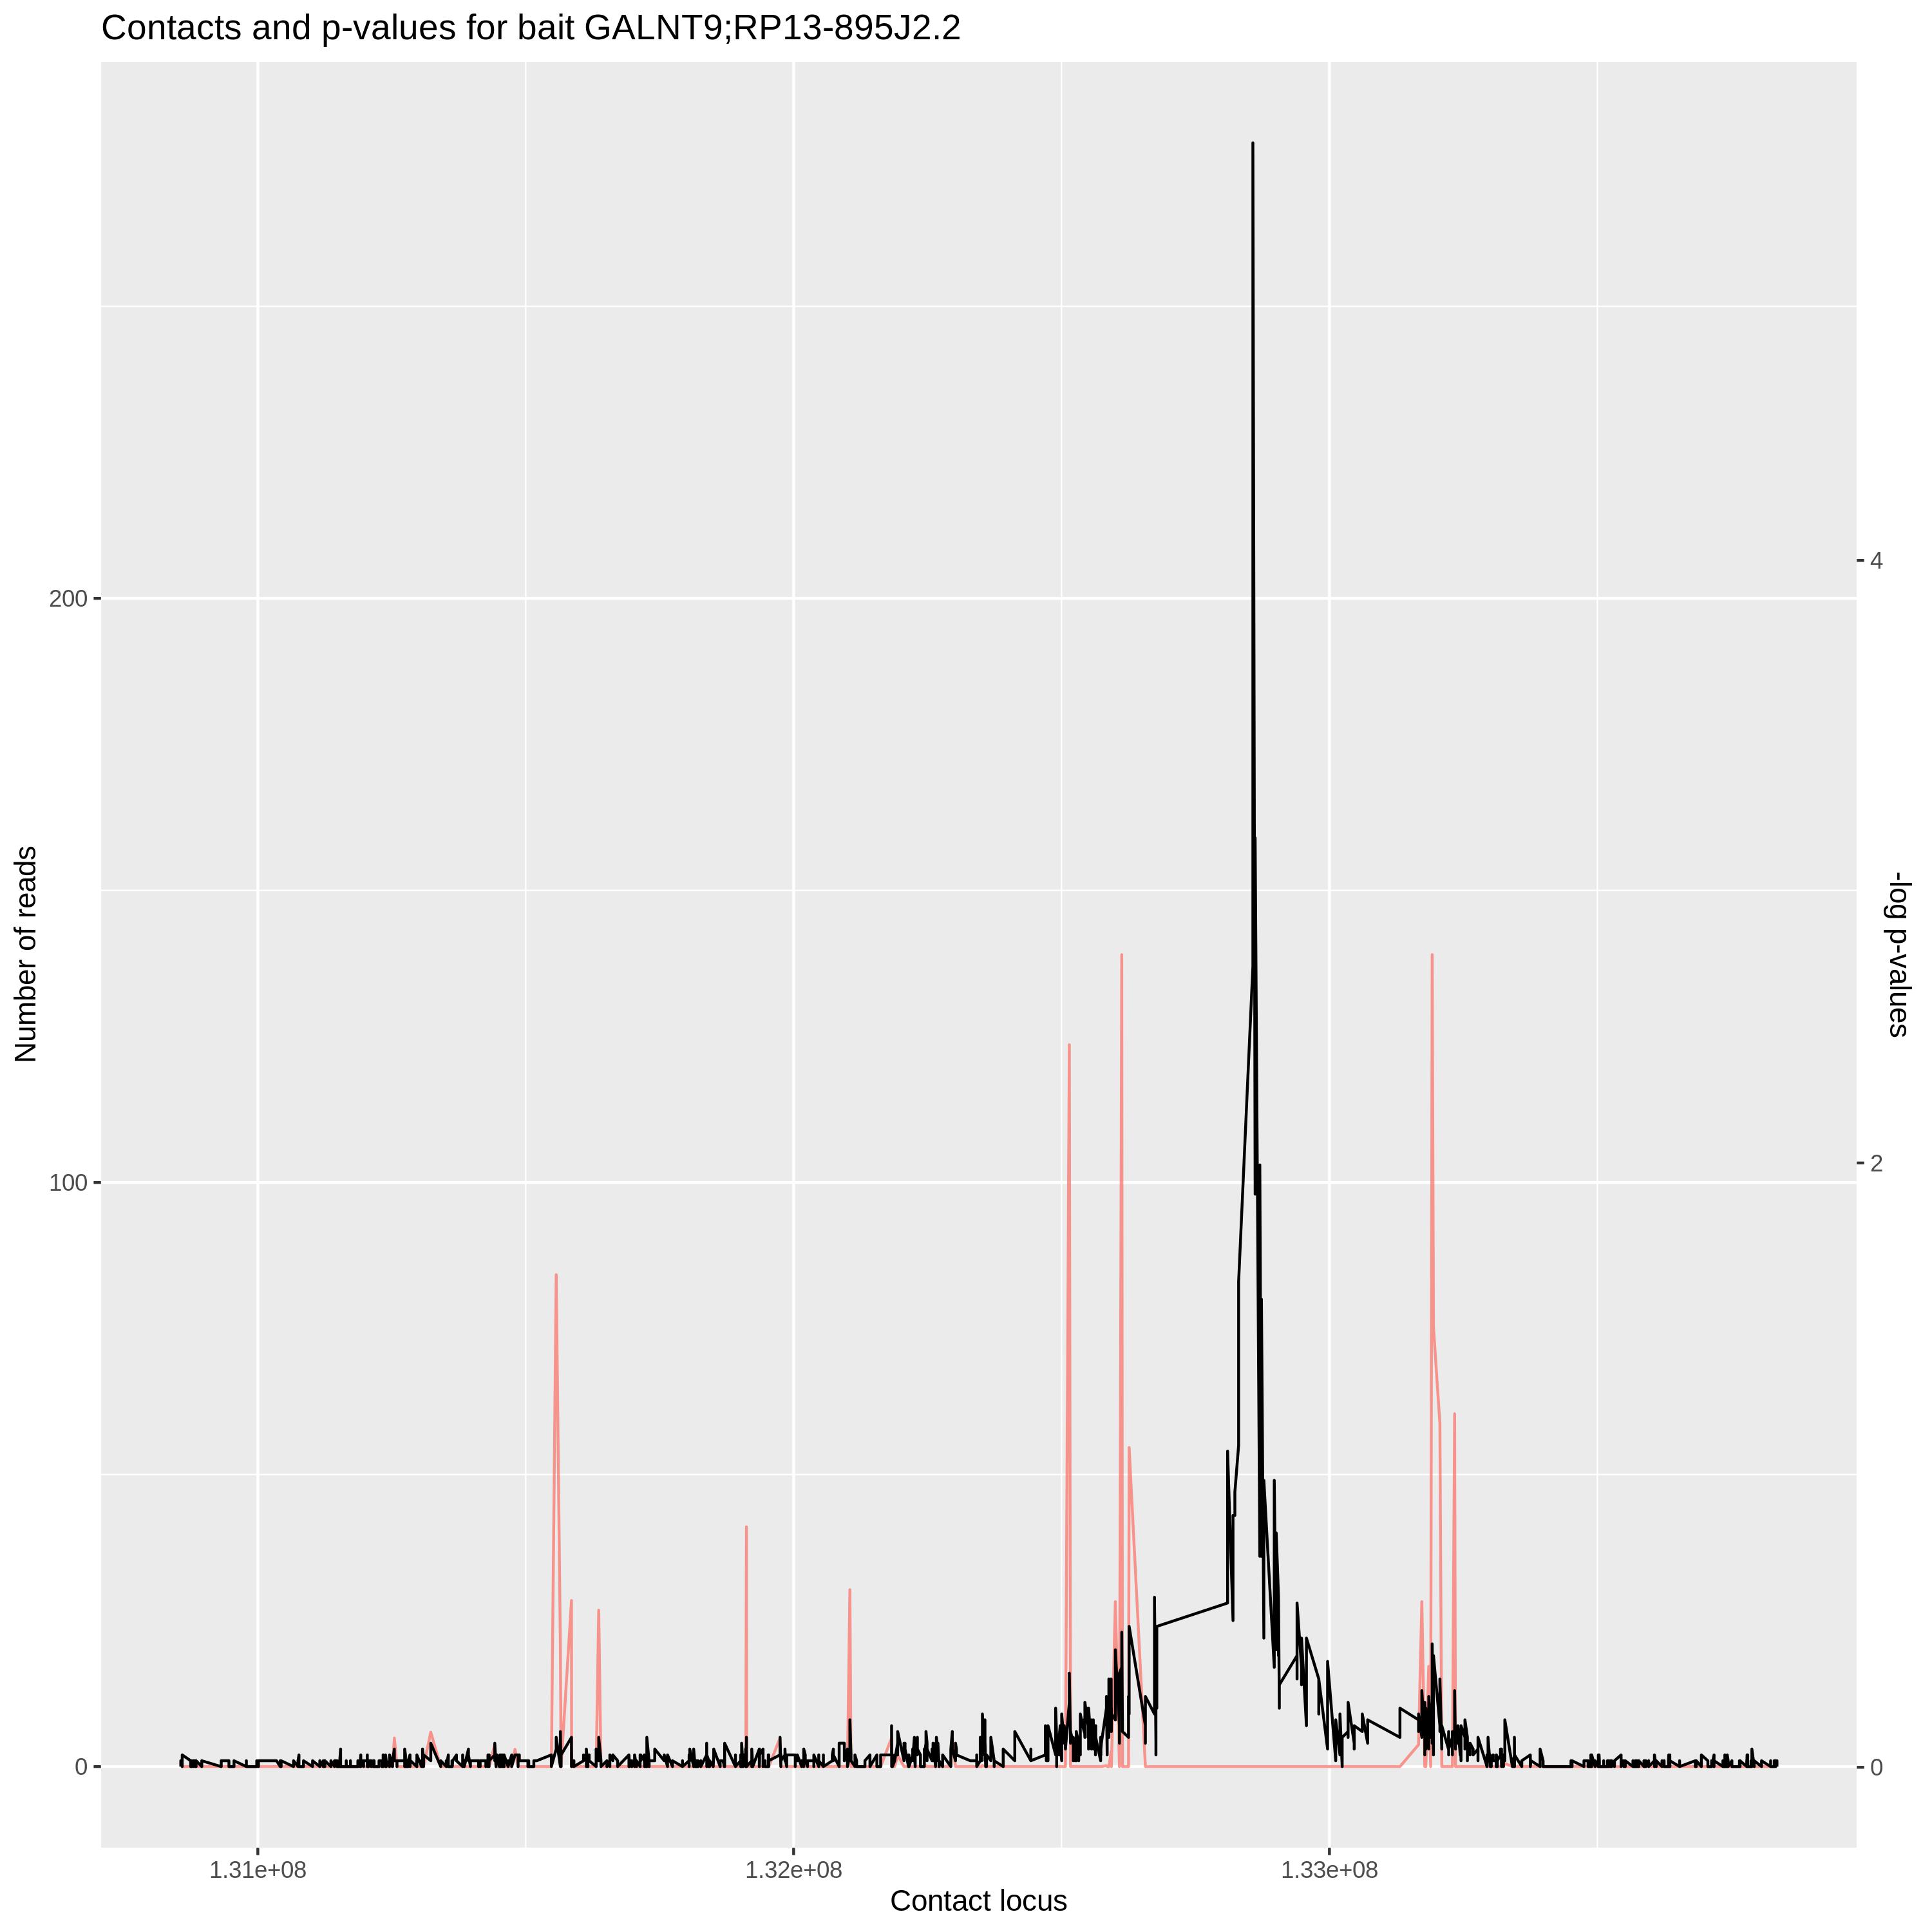 Contacts and p-values for bait GALNT9;RP13-895J2.2
Number of reads
200
100
0
4
2
0
-log p-values
1.31e+08
1.32e+08
1.33e+08
Contact locus